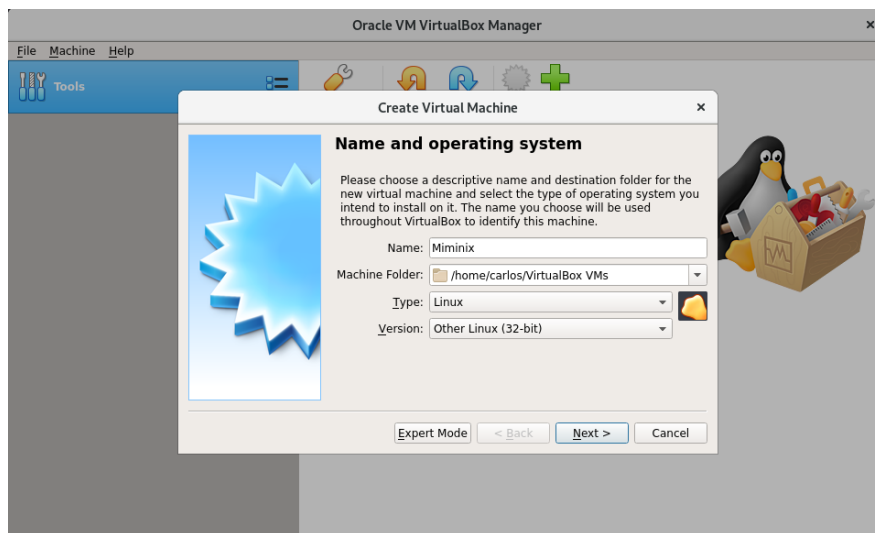 Oracle VM VirtualBox Manager
×
File Machine Help
Tools
Create Virtual Machine
×
Name and operating system
Please choose a descriptive name and destination folder for the
new virtual machine and select the type of operating system you
intend to install on it. The name you choose will be used
throughout VirtualBox to identify this machine.
Name: Miminix
Machine Folder: /home/carlos/VirtualBox VMs
Type: Linux
Version: Other Linux (32-bit)
Expert Mode < Back Next > Cancel